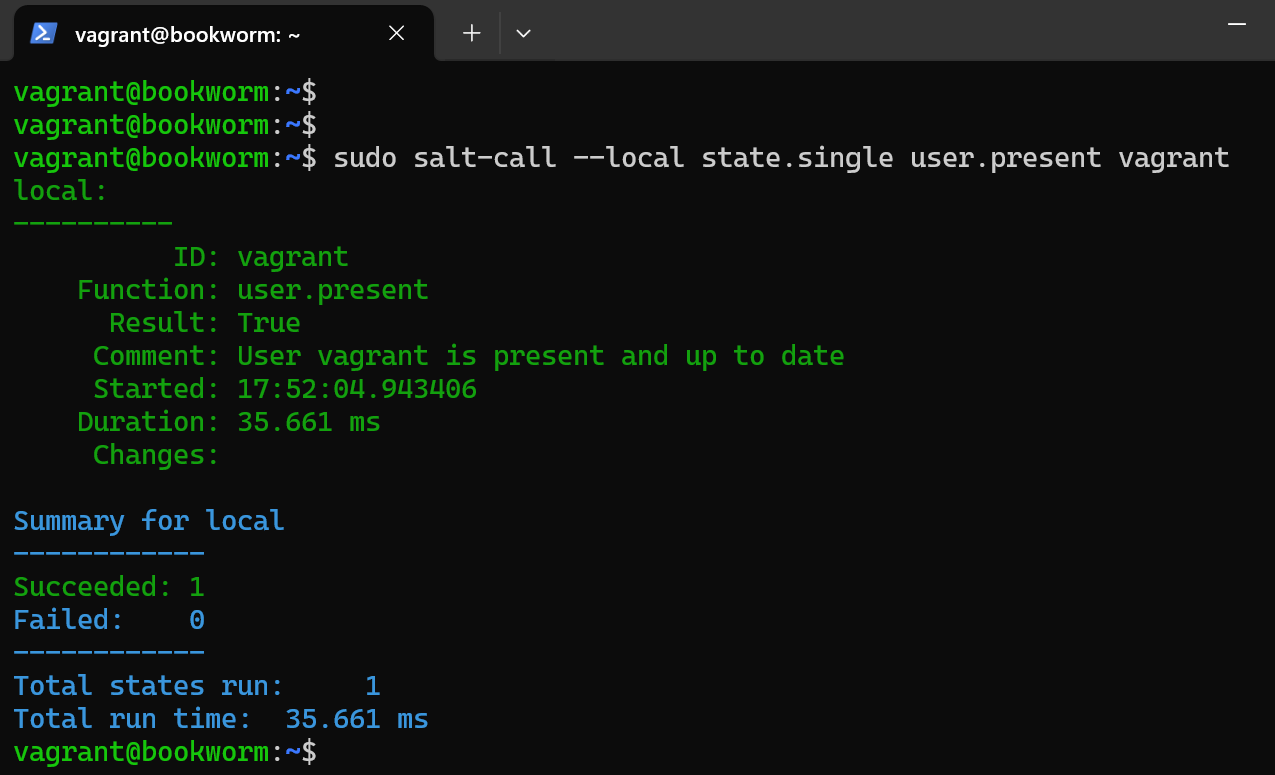 vagrant@bookworm: ~
vagrant@bookworm:~$
vagrant@bookworm:~$
vagrant@bookworm:~$ sudo salt-call --local state.single user.present vagrant
local:
----------
          ID: vagrant
    Function: user.present
      Result: True
     Comment: User vagrant is present and up to date
     Started: 17:52:04.943406
    Duration: 35.661 ms
     Changes:
Summary for local
------------
Succeeded: 1
Failed:    0
------------
Total states run:     1
Total run time:  35.661 ms
vagrant@bookworm:~$